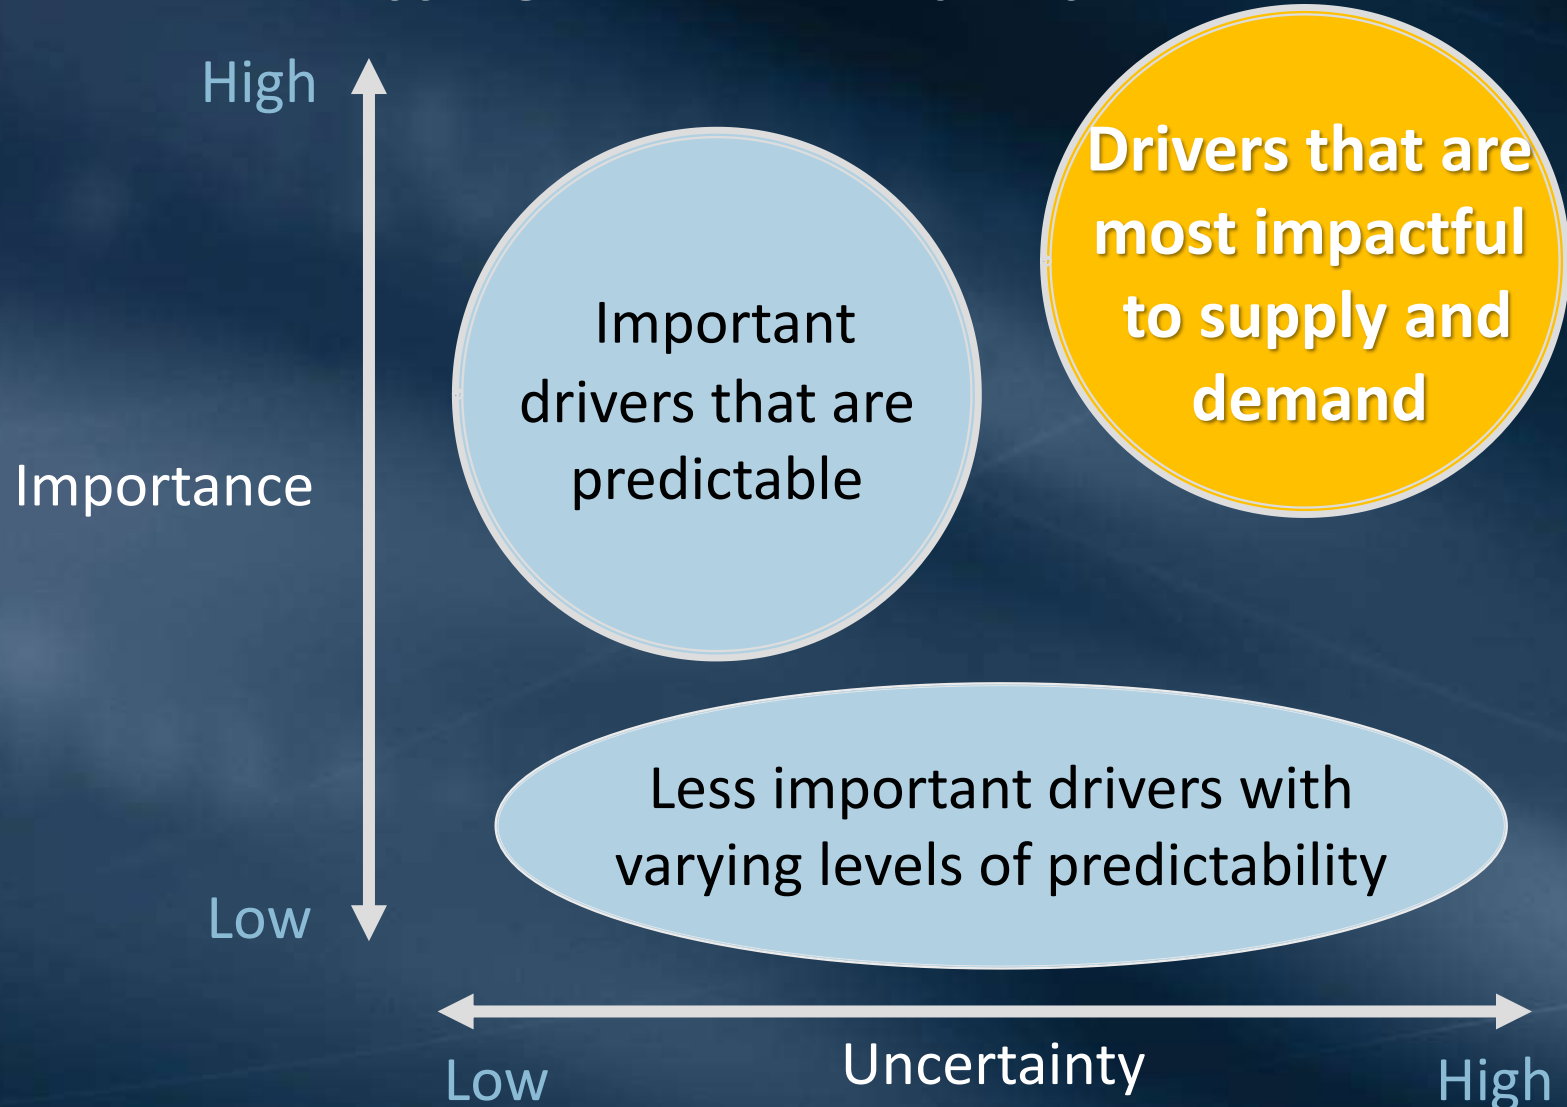 High
Drivers that are
most impactful
to supply and
demand
Important
drivers that are
predictable
Importance
Less important drivers with
varying levels of predictability
Low
Uncertainty
Low
High